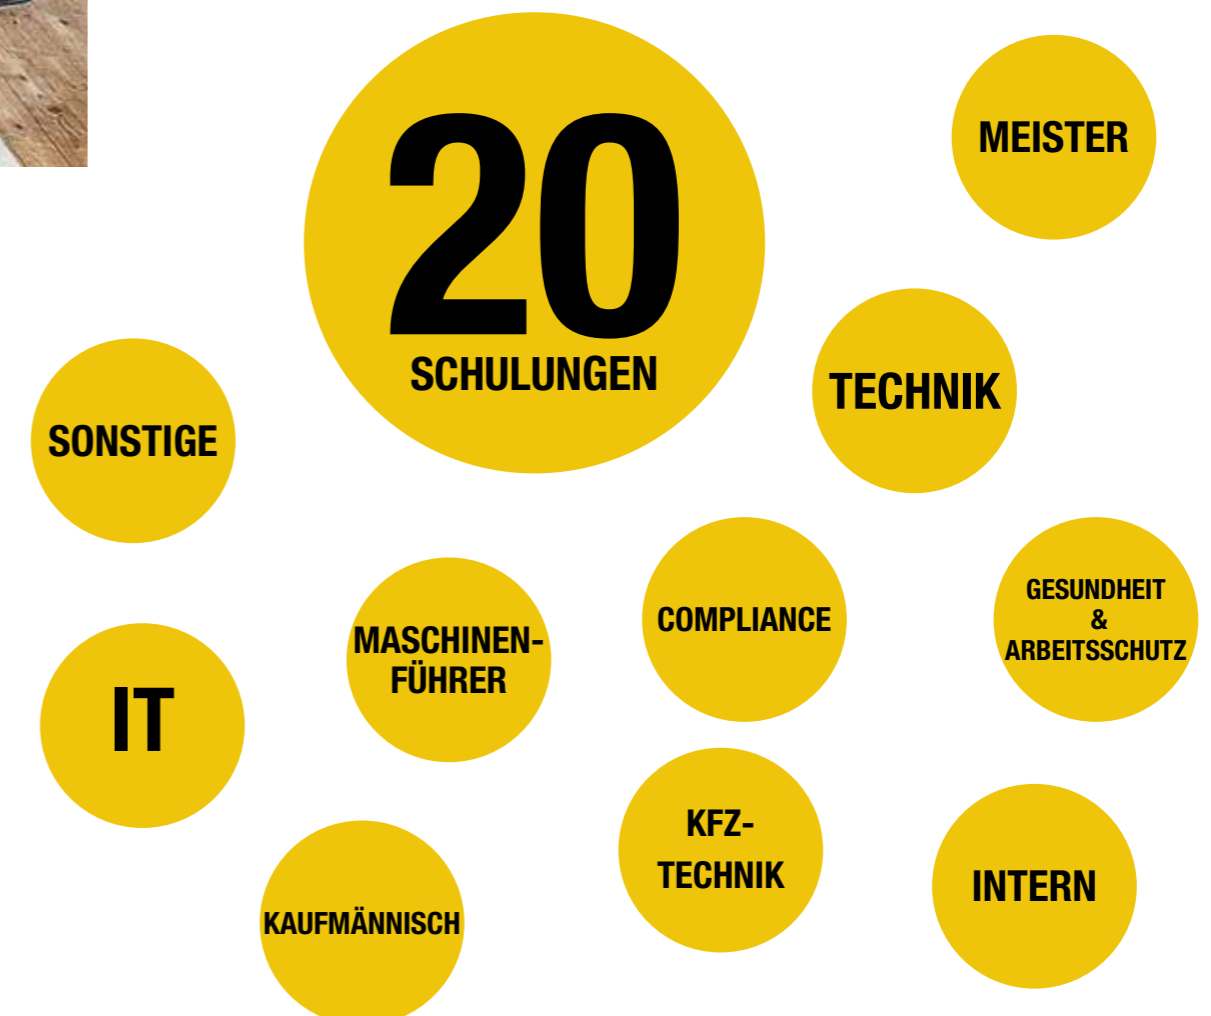 20
SCHULUNGEN
MEISTER
TECHNIK
SONSTIGE
MASCHINEN-
FÜHRER
COMPLIANCE
GESUNDHEIT
&
ARBEITSSCHUTZ
IT
KFZ-
TECHNIK
INTERN
KAUFMÄNNISCH